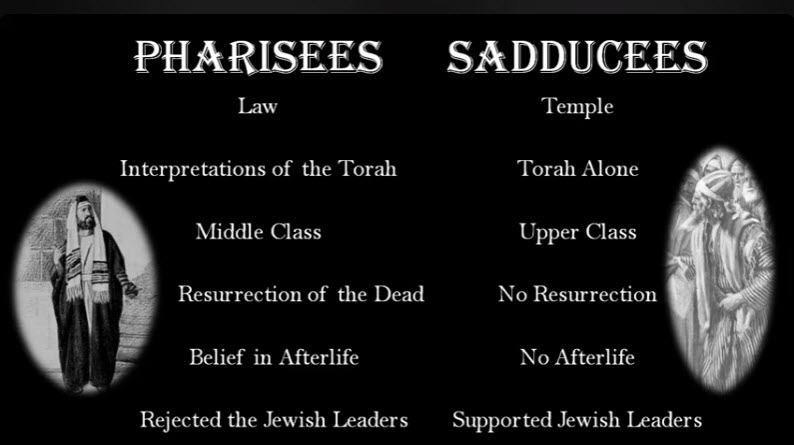 PHARISEES SADDUCEES
Law Temple
Interpretations of the Torah Torah Alone
Middle Class Upper Class
Resurrection of the Dead No Resurrection
Belief in Afterlife No Afterlife
Rejected the Jewish Leaders Supported Jewish Leaders